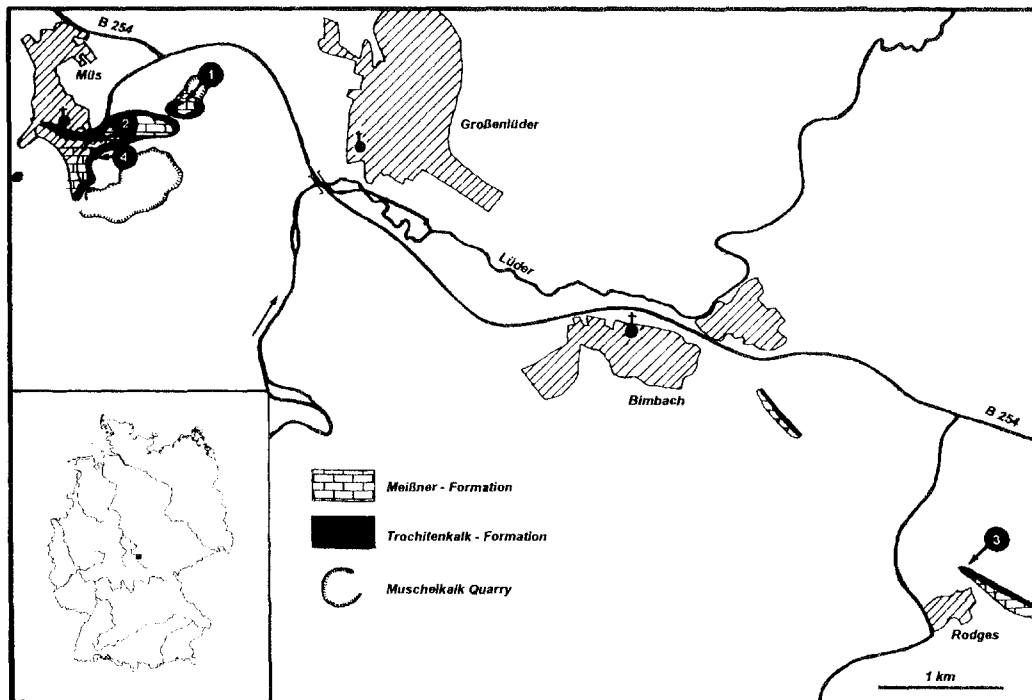 B 254
Müs
1
2
4
Großenlüder
Lüder
Bimbach
B 254
Meißner - Formation
Trochitenkalk - Formation
Muschelkalk Quarry
3
Rodges
1 km